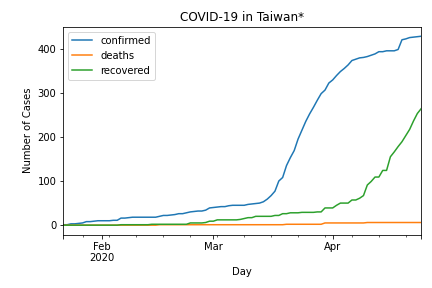 COVID-19 in Taiwan*
confirmed
deaths
recovered
Number of Cases
400
300
200
100
0
Feb
2020
Mar
Apr
Day